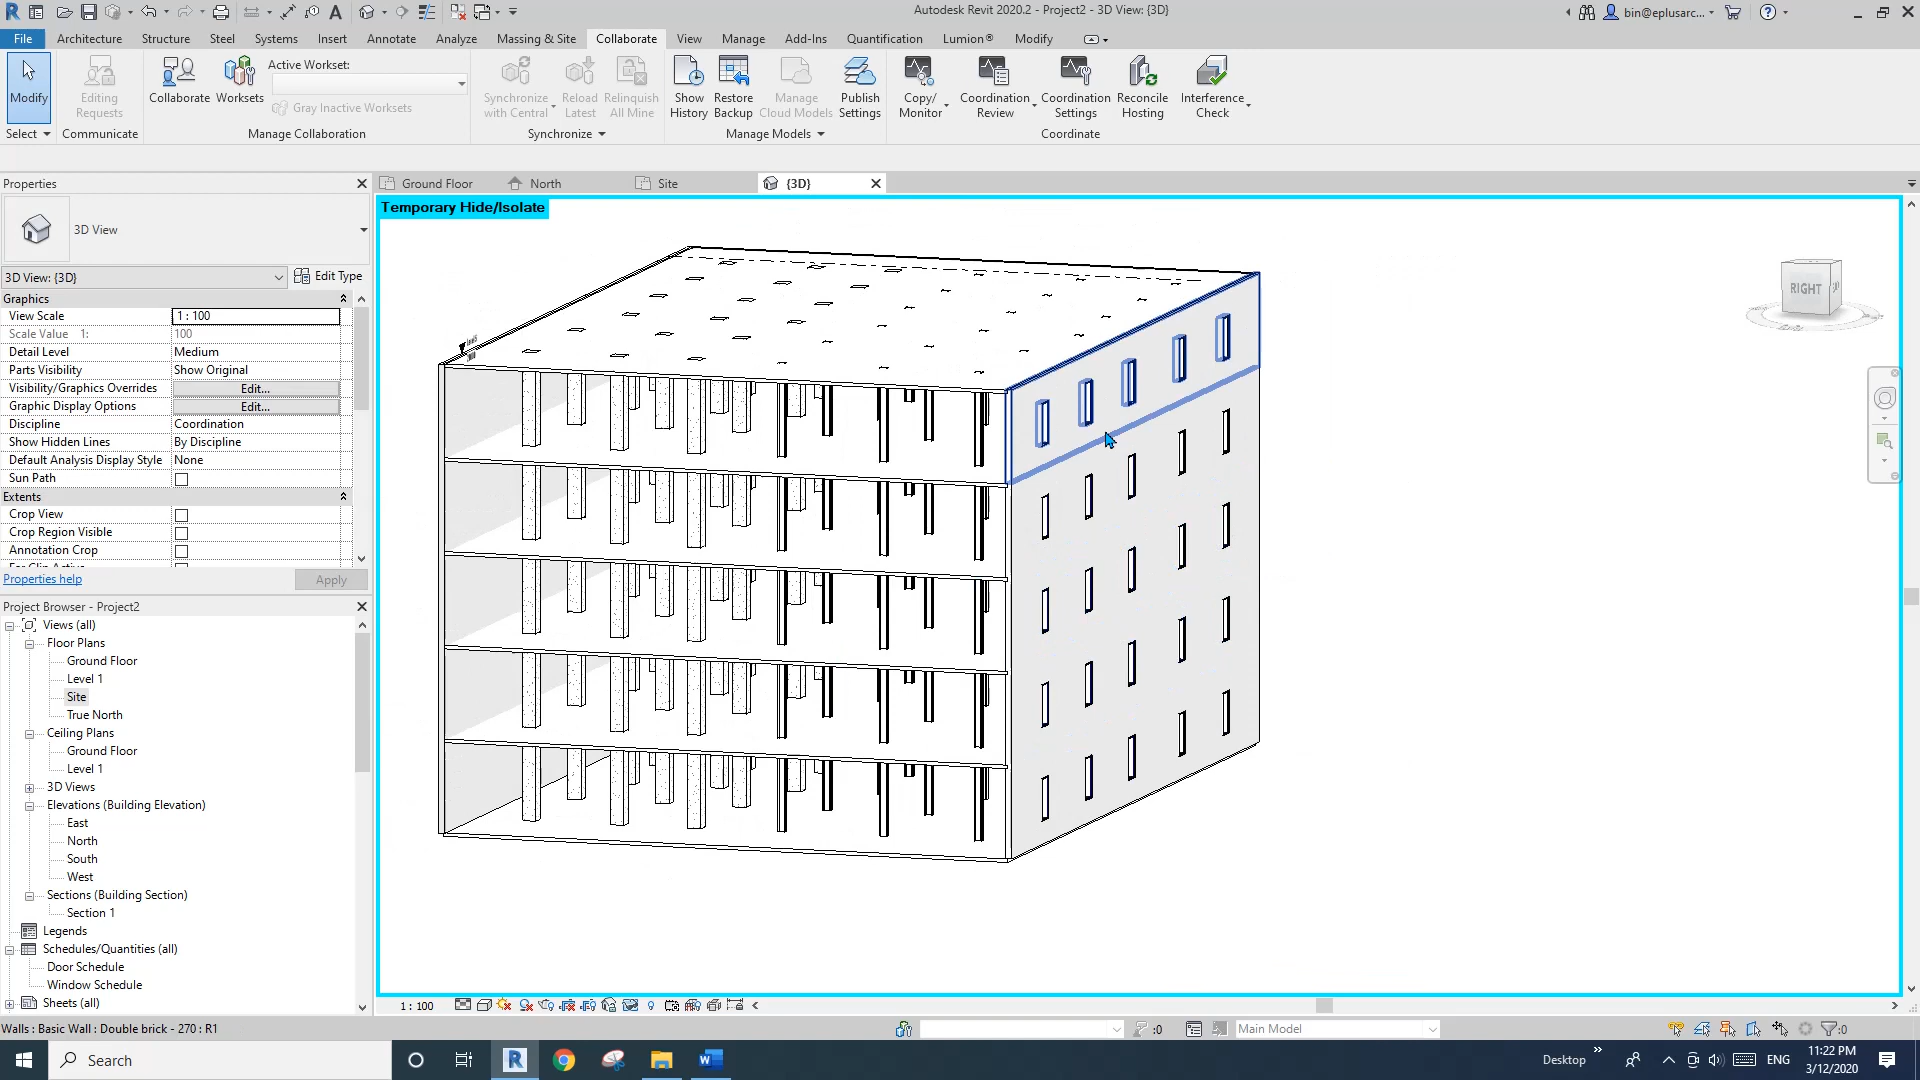 Autodesk Revit 2020.2 - Project2 - 3D View: {3D}
bin@eplusarc...
File Architecture Structure Steel Systems Insert Annotate Analyze Massing & Site Collaborate View Manage Add-Ins Quantification Lumion® Modify
Modify
Editing Requests
Collaborate
Worksets
Active Workset:
Gray Inactive Worksets
Synchronize with Central
Reload Latest
Relinquish All Mine
Show History
Restore Backup
Manage Cloud Models
Publish Settings
Copy/ Monitor
Coordination Review
Coordination Settings
Reconcile Hosting
Interference Check
Select Communicate Manage Collaboration Synchronize Manage Models Coordinate
Properties
Ground Floor North Site {3D}
Temporary Hide/Isolate
3D View
3D View: {3D} Edit Type
Graphics
View Scale 1 : 100
Scale Value 1: 100
Detail Level Medium
Parts Visibility Show Original
Visibility/Graphics Overrides Edit...
Graphic Display Options Edit...
Discipline Coordination
Show Hidden Lines By Discipline
Default Analysis Display Style None
Sun Path
Extents
Crop View
Crop Region Visible
Annotation Crop
Properties help Apply
RIGHT
Project Browser - Project2
Views (all)
Floor Plans
Ground Floor
Level 1
Site
True North
Ceiling Plans
Ground Floor
Level 1
3D Views
Elevations (Building Elevation)
East
North
South
West
Sections (Building Section)
Section 1
Legends
Schedules/Quantities (all)
Door Schedule
Window Schedule
Sheets (all)
1 : 100
Walls : Basic Wall : Double brick - 270 : R1
:0
Main Model
:0
Search
Desktop
ENG
11:22 PM
3/12/2020